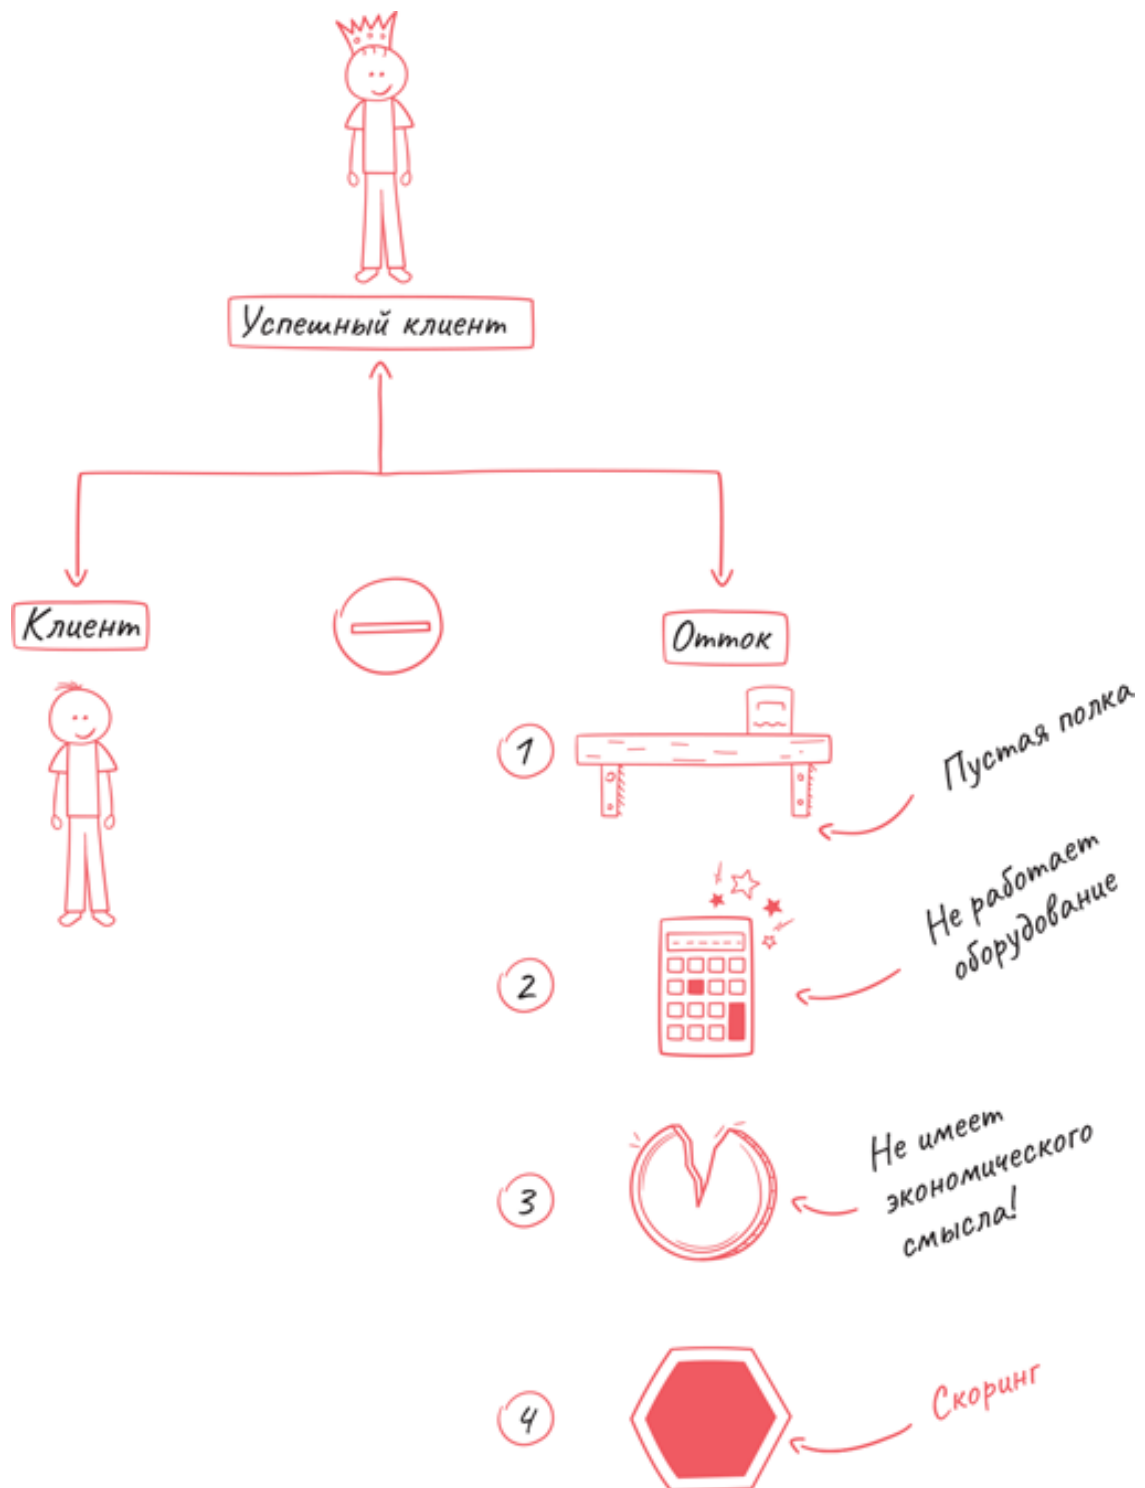 Успешный клиент
Клиент
Отток
1
Пустая полка
2
Не работает
оборудование
3
Не имеет
экономического
смысла!
4
Скоринг